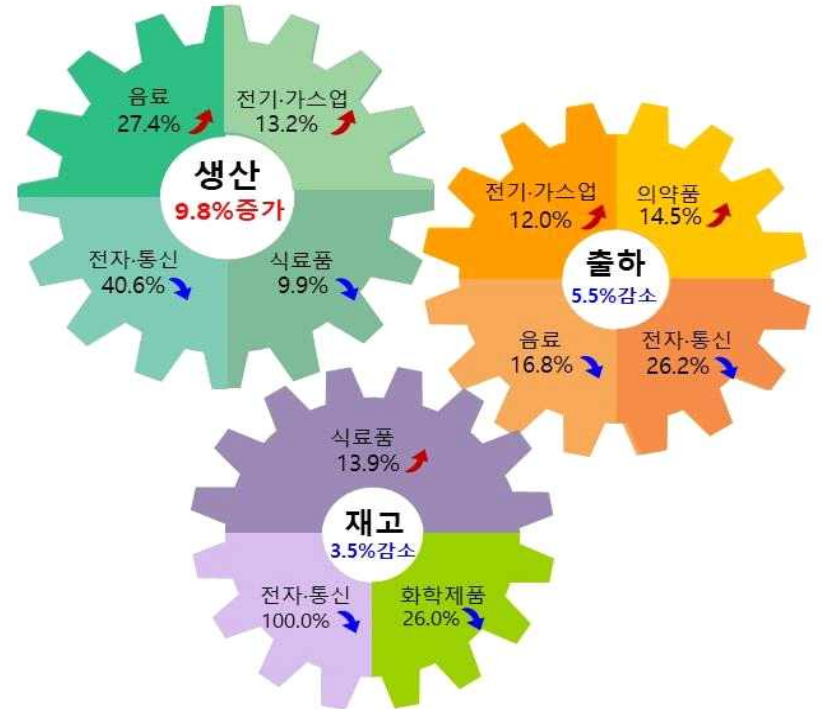 음료
27.4%
전기·가스업
13.2%
생산
9.8%증가
전자·통신
40.6%
식료품
9.9%
전기·가스업
12.0%
의약품
14.5%
출하
5.5%감소
음료
16.8%
전자·통신
26.2%
식료품
13.9%
재고
3.5%감소
전자·통신
100.0%
화학제품
26.0%